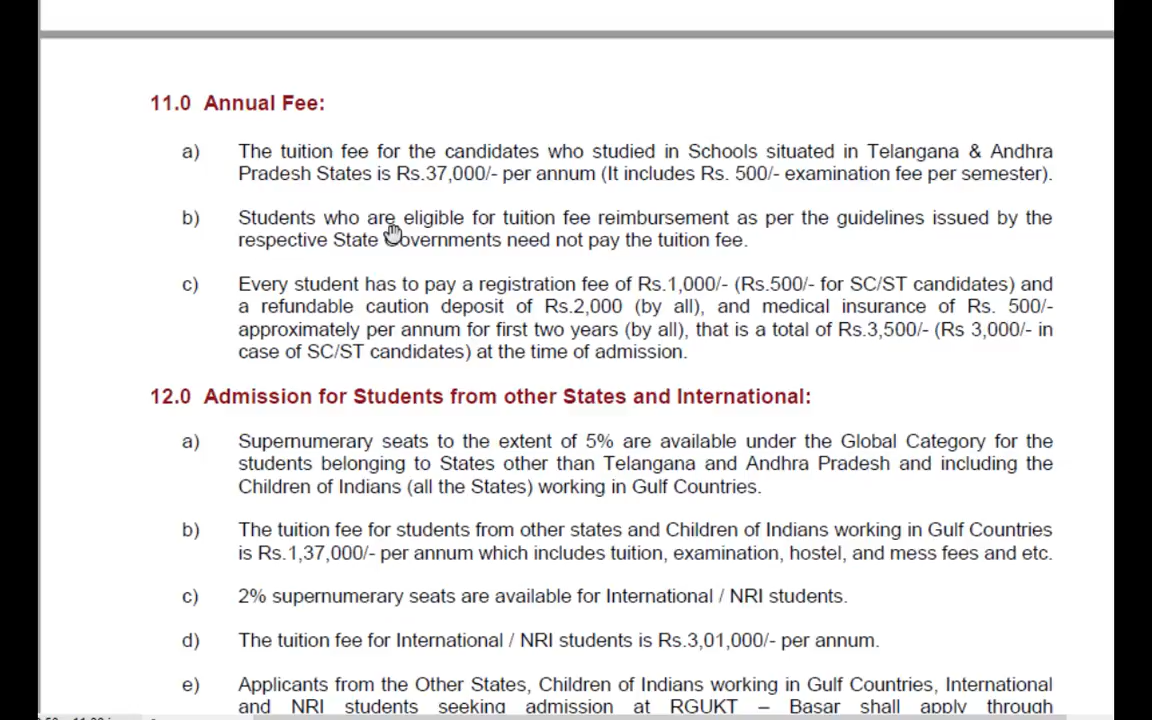 11.0 Annual Fee:
a) The tuition fee for the candidates who studied in Schools situated in Telangana & Andhra
Pradesh States is Rs.37,000/- per annum (It includes Rs. 500/- examination fee per semester).
b) Students who are eligible for tuition fee reimbursement as per the guidelines issued by the
respective State Governments need not pay the tuition fee.
c) Every student has to pay a registration fee of Rs.1,000/- (Rs.500/- for SC/ST candidates) and
a refundable caution deposit of Rs.2,000 (by all), and medical insurance of Rs. 500/-
approximately per annum for first two years (by all), that is a total of Rs.3,500/- (Rs 3,000/- in
case of SC/ST candidates) at the time of admission.
12.0 Admission for Students from other States and International:
a) Supernumerary seats to the extent of 5% are available under the Global Category for the
students belonging to States other than Telangana and Andhra Pradesh and including the
Children of Indians (all the States) working in Gulf Countries.
b) The tuition fee for students from other states and Children of Indians working in Gulf Countries
is Rs.1,37,000/- per annum which includes tuition, examination, hostel, and mess fees and etc.
c) 2% supernumerary seats are available for International / NRI students.
d) The tuition fee for International / NRI students is Rs.3,01,000/- per annum.
e) Applicants from the Other States, Children of Indians working in Gulf Countries, International
and NRI students seeking admission at RGUKT – Basar shall apply through